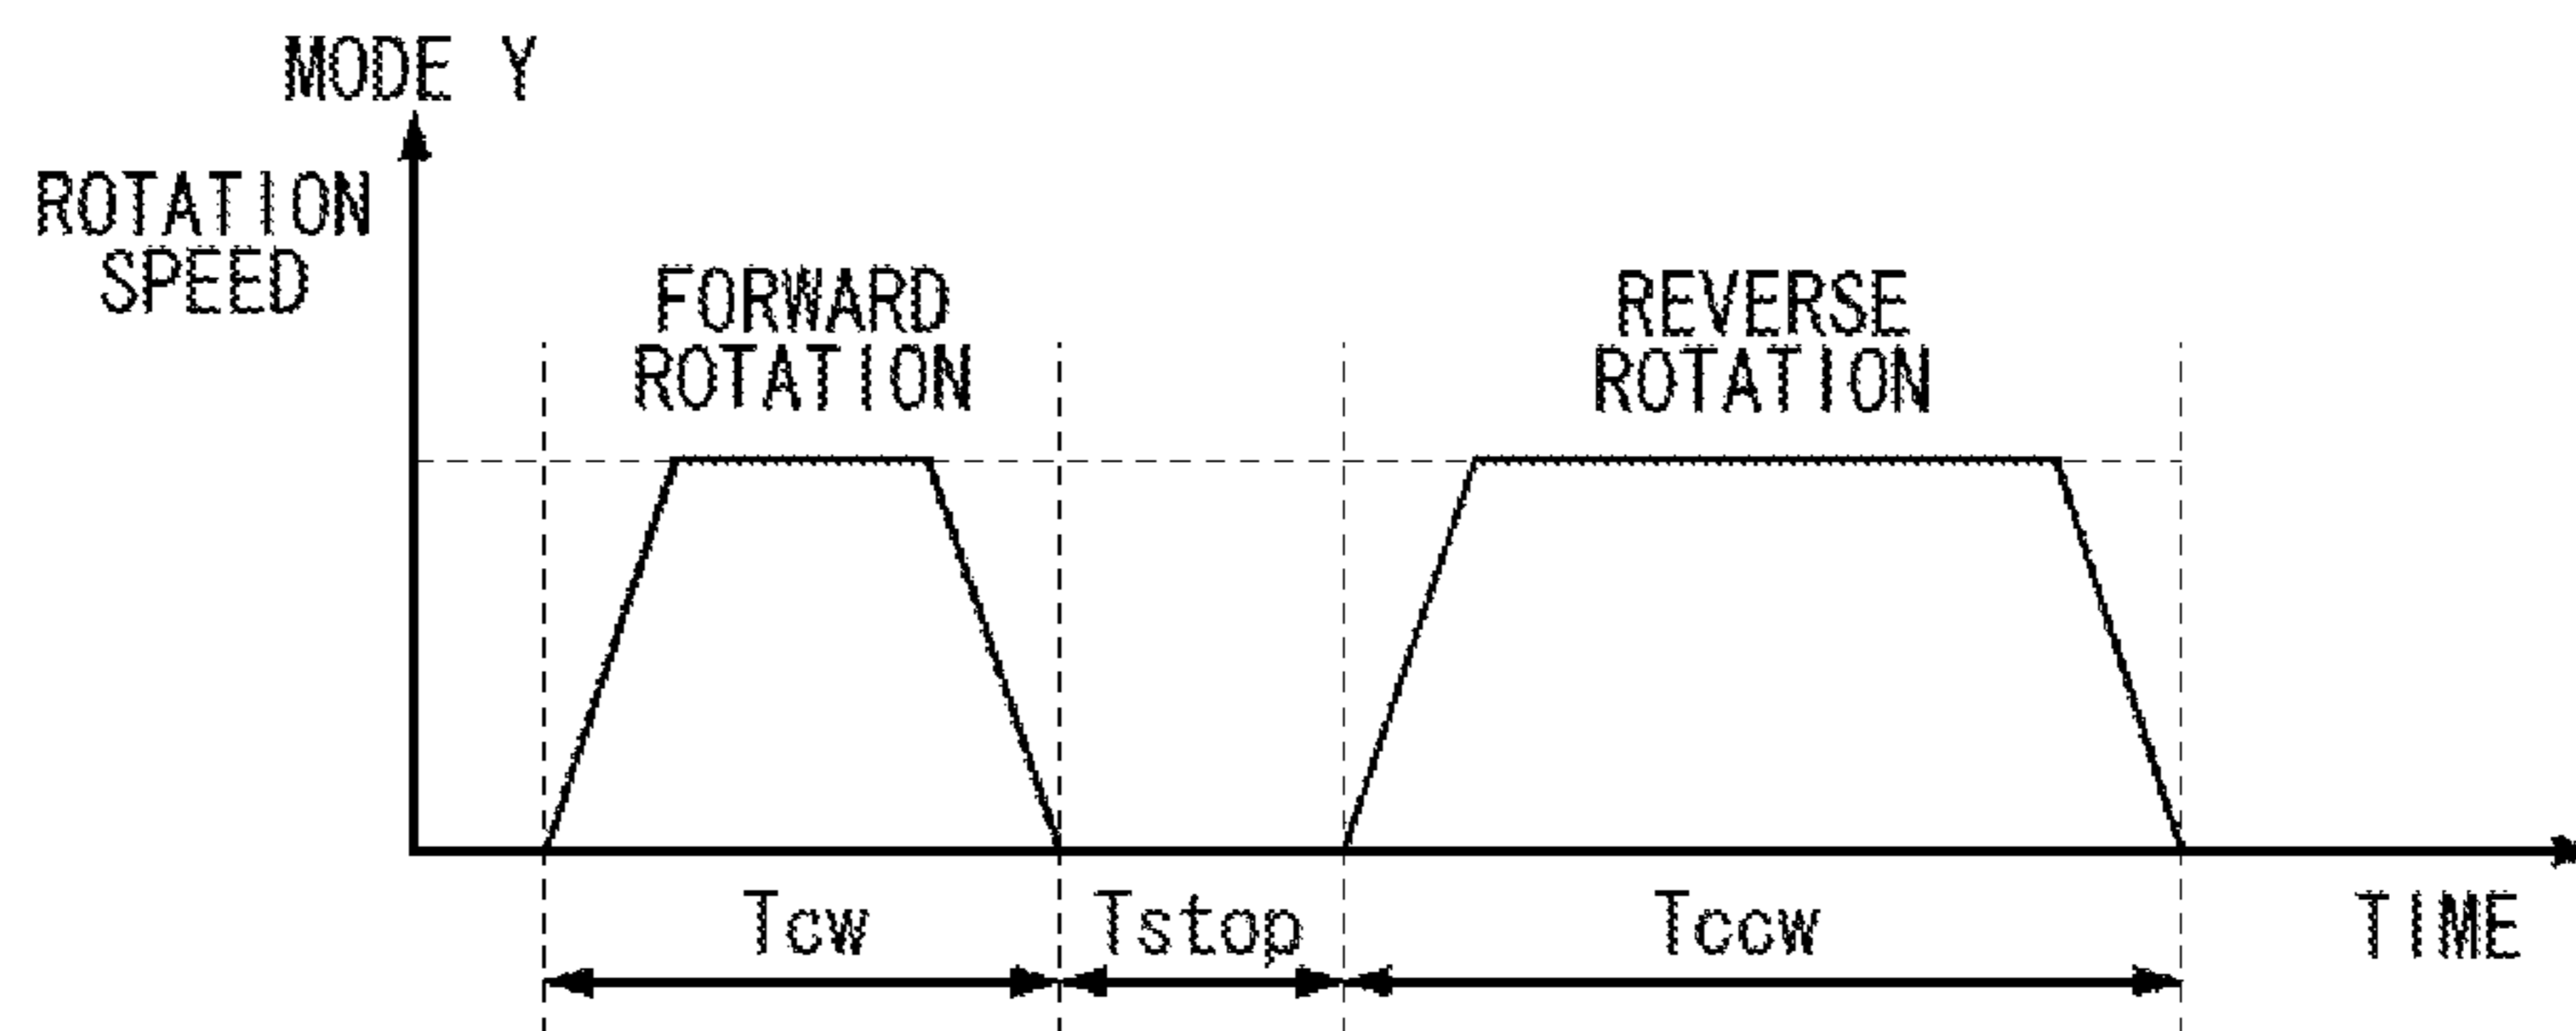 MODE Y
ROTATION
SPEED
FORWARD
ROTATION
REVERSE
ROTATION
Tcw
Tstop
Tccw
TIME